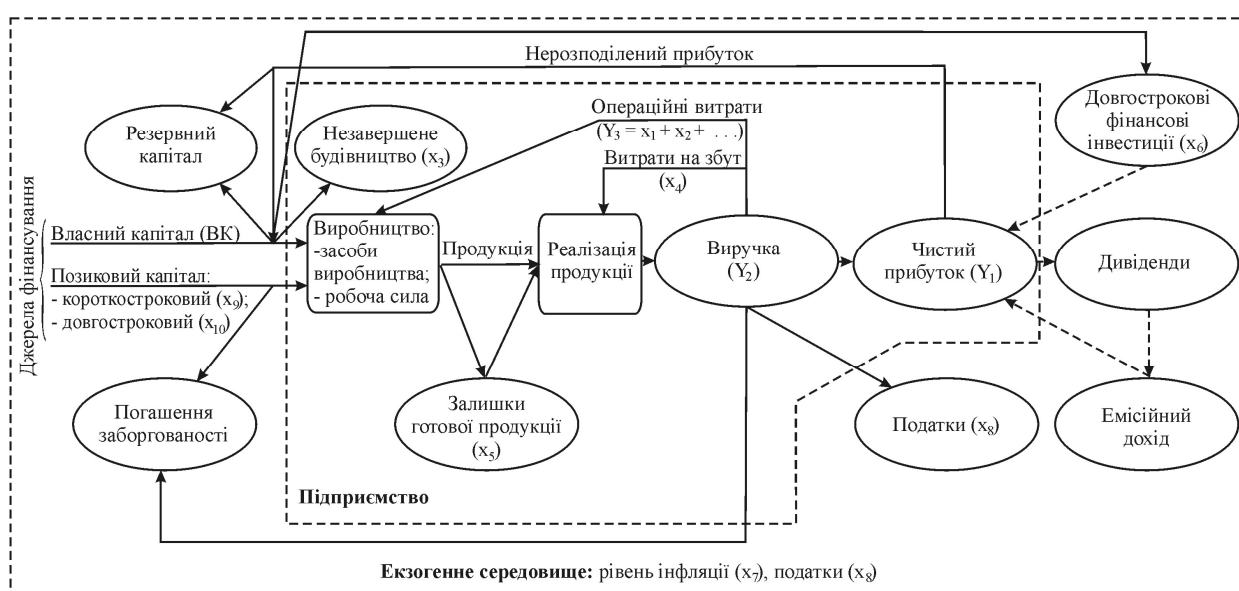 Нерозподілений прибуток
Операційні витрати
(Y₃ = x₁ + x₂ + . . .)
Витрати на збут
(x₄)
Резервний
капітал
Незавершене
будівництво (x₃)
Довгострокові
фінансові
інвестиції (x₆)
Джерела фінансування
Власний капітал (ВК)
Позиковий капітал:
- короткостроковий (x₉);
- довгостроковий (x₁₀)
Виробництво:
-засоби
виробництва;
- робоча сила
Продукція
Реалізація
продукції
Виручка
(Y₂)
Чистий
прибуток (Y₁)
Дивіденди
Погашення
заборгованості
Залишки
готової продукції
(x₅)
Податки (x₈)
Емісійний
дохід
Підприємство
Екзогенне середовище: рівень інфляції (x₇), податки (x₈)